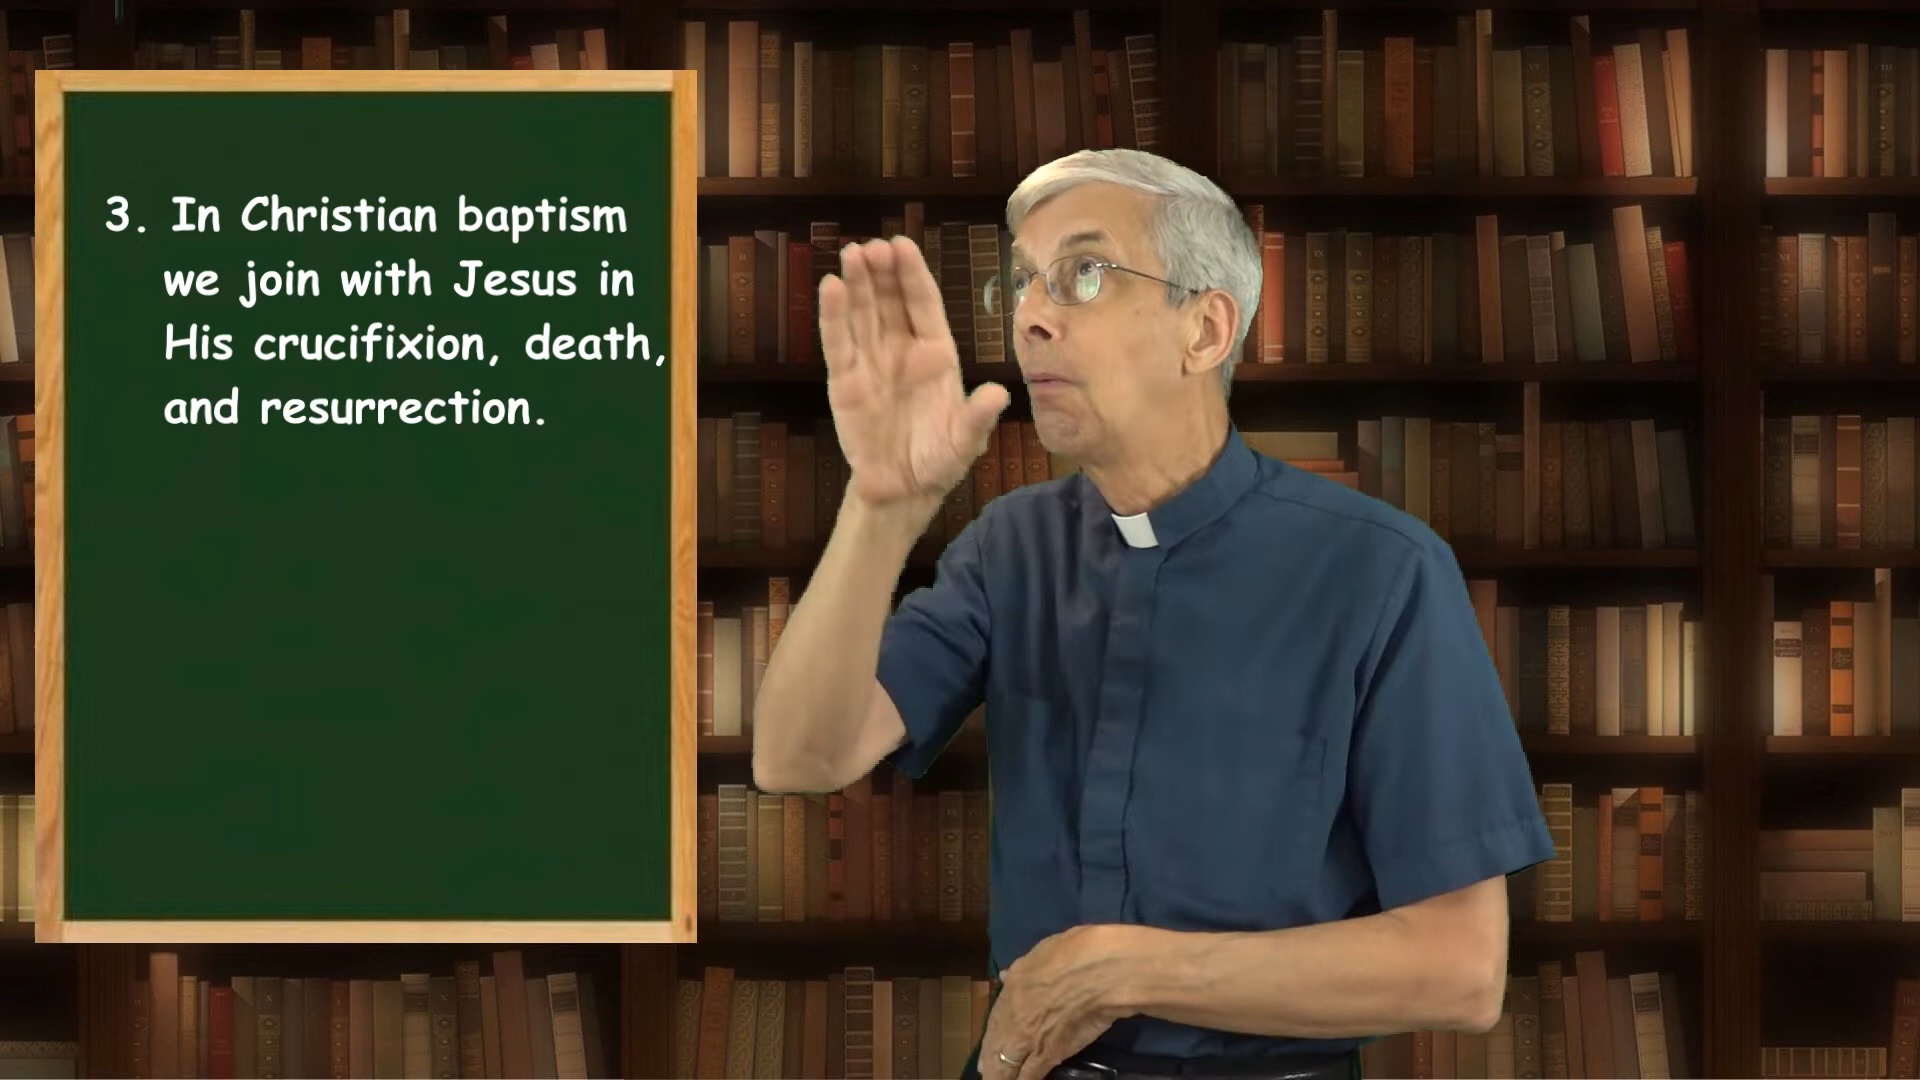 3. In Christian baptism
we join with Jesus in
His crucifixion, death,
and resurrection.